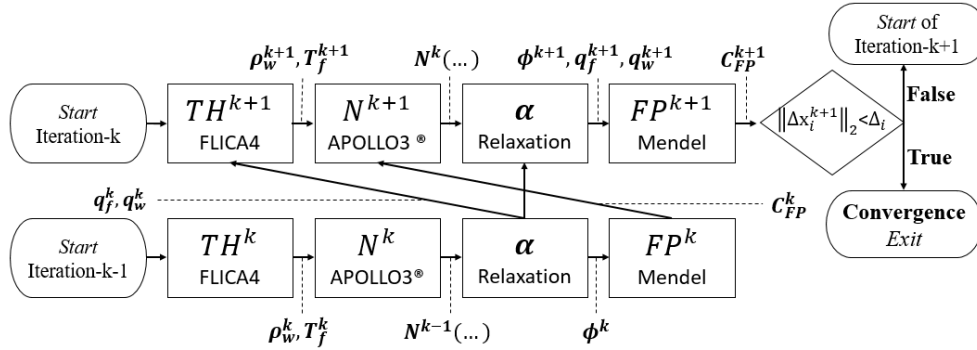 Start of
Iteration-k+1
ρ_w^{k+1}, T_f^{k+1}
N^k(...)
ϕ^{k+1}, q_f^{k+1}, q_w^{k+1}
C_{FP}^{k+1}
False
Start
Iteration-k
TH^{k+1}
FLICA4
N^{k+1}
APOLLO3 ®
α
Relaxation
FP^{k+1}
Mendel
‖Δx_i^{k+1}‖_2<Δ_i
True
q_f^k, q_w^k
C_{FP}^k
Convergence
Exit
Start
Iteration-k-1
TH^k
FLICA4
N^k
APOLLO3®
α
Relaxation
FP^k
Mendel
ρ_w^k, T_f^k
N^{k-1}(...)
ϕ^k